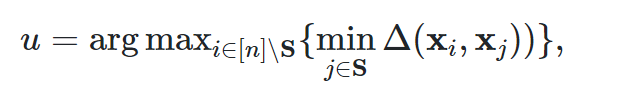 u = arg max_{i∈[n]\S}{min_{j∈S} Δ(x_i, x_j))},